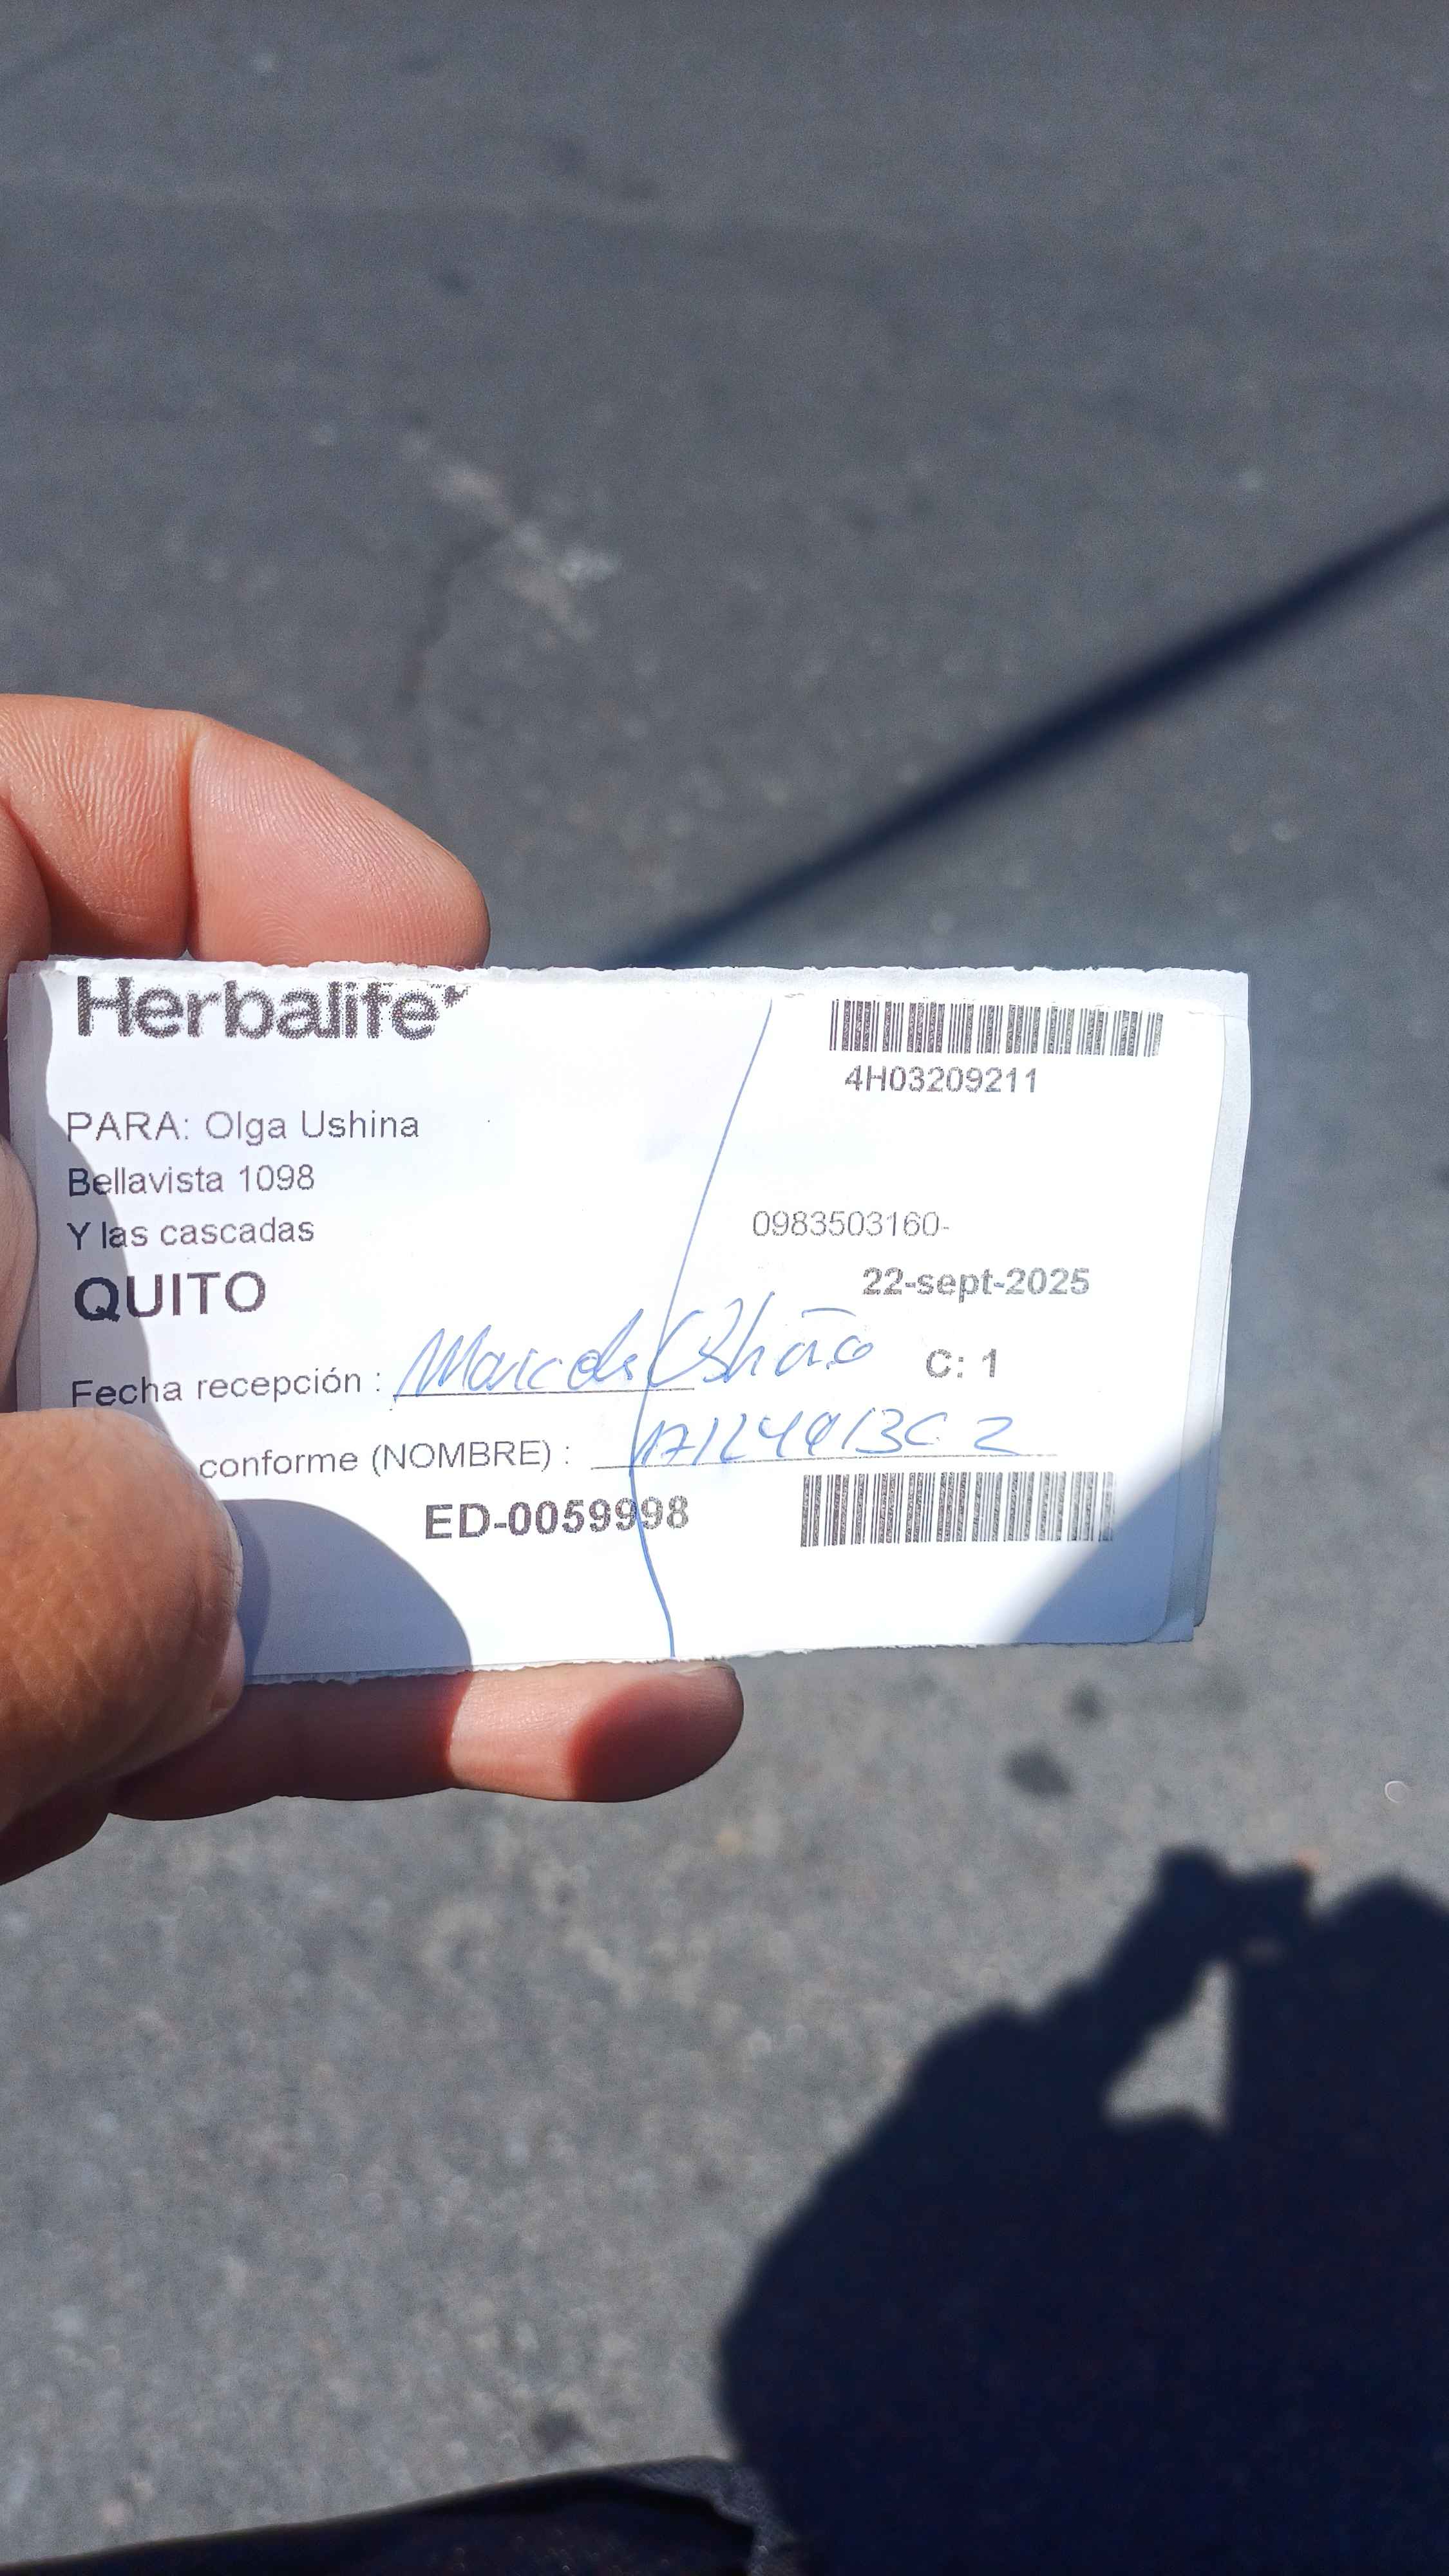 Herbalife
4H03209211
PARA: Olga Ushina
Bellavista 1098
Y las cascadas
0983503160-
QUITO
22-sept-2025
Fecha recepción :
C: 1
conforme (NOMBRE) :
ED-0059998